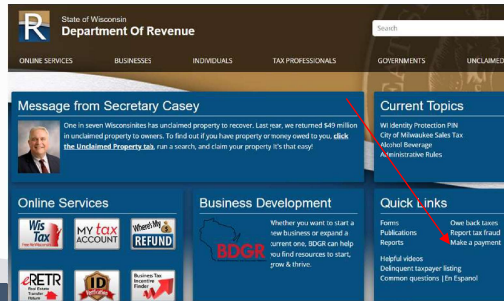 State of Wisconsin
Department Of Revenue
Search
ONLINE SERVICES BUSINESSES INDIVIDUALS TAX PROFESSIONALS GOVERNMENTS UNCLAIMED
Message from Secretary Casey
One in seven Wisconsinites has unclaimed property to recover. Last year, we returned $49 million
in unclaimed property to owners. To find out if you have property or money owed to you, click
the Unclaimed Property tab, run a search, and claim your property It's that easy!
Current Topics
WI Identity Protection PIN
City of Milwaukee Sales Tax
Alcohol Beverage
Administrative Rules
Online Services
Wis Tax
MY tax ACCOUNT
Where's My REFUND
eRETR
Real Estate
Transfer
Return
ID
Verification
Business Tax
Incentive
Finder
Business Development
BDGR
Whether you want to start a
new business or expand a
current one, BDGR can help
you find resources to start,
grow & thrive.
Quick Links
Forms Owe back taxes
Publications Report tax fraud
Reports Make a payment
Helpful videos
Delinquent taxpayer listing
Common questions | En Espanol